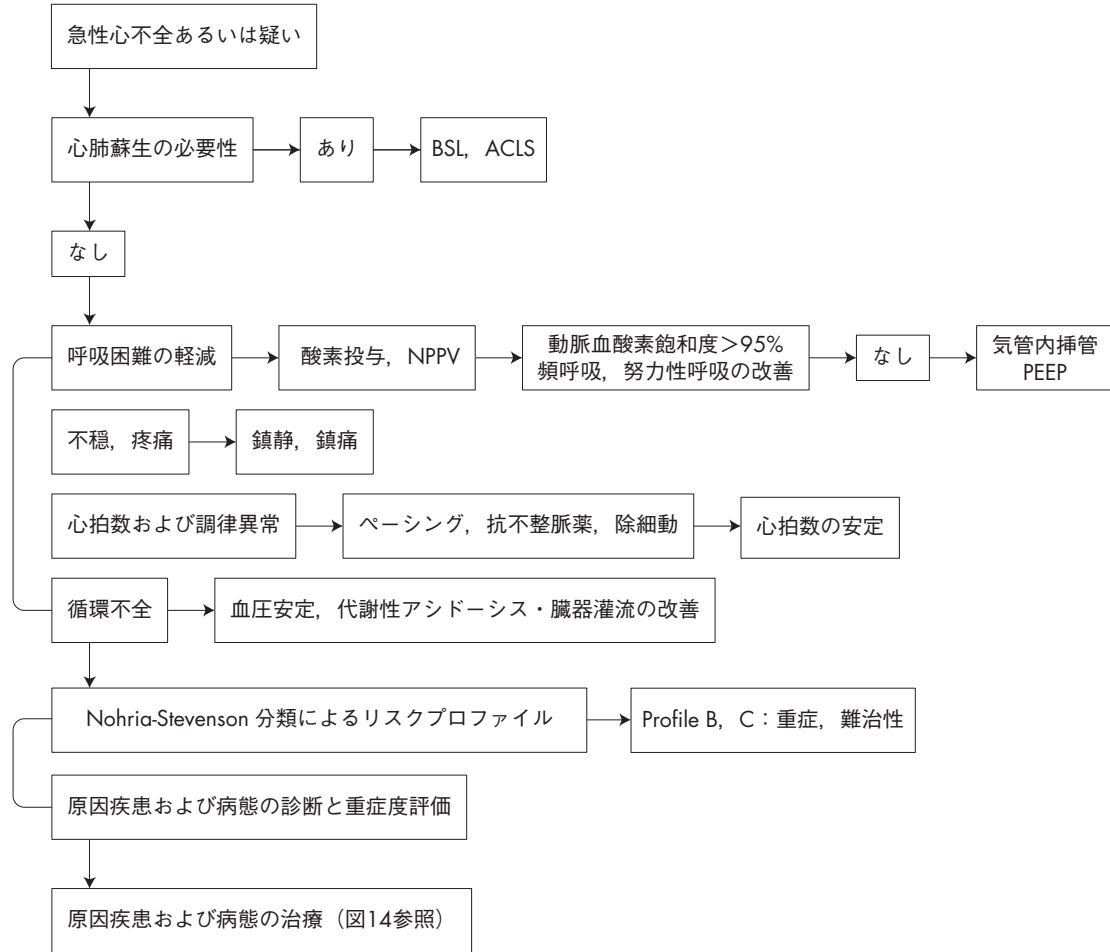 急性心不全あるいは疑い
心肺蘇生の必要性
あり
BSL，ACLS
なし
呼吸困難の軽減
酸素投与，NPPV
動脈血酸素飽和度＞95%
頻呼吸，努力性呼吸の改善
なし
気管内挿管
PEEP
不穏，疼痛
鎮静，鎮痛
心拍数および調律異常
ペーシング，抗不整脈薬，除細動
心拍数の安定
循環不全
血圧安定，代謝性アシドーシス・臓器灌流の改善
Nohria-Stevenson 分類によるリスクプロファイル
Profile B，C：重症，難治性
原因疾患および病態の診断と重症度評価
原因疾患および病態の治療（図14参照）